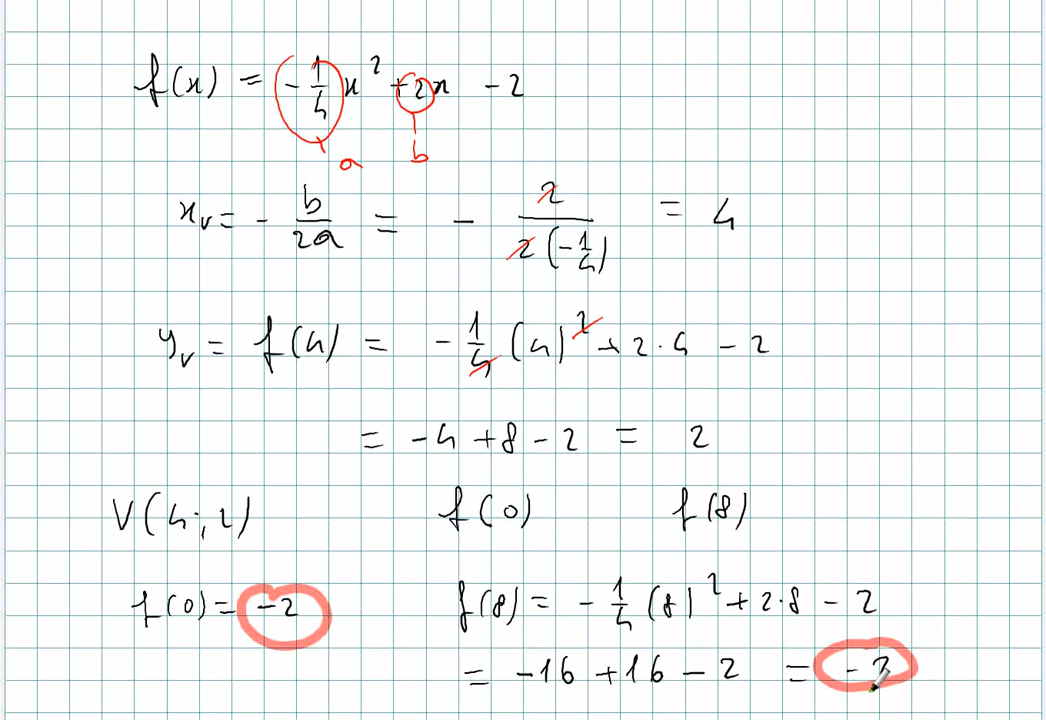 f(x) = -1/4 x² + 2x - 2
a b
xᵥ = - b/2a = - 2/2(-1/4) = 4
yᵥ = f(4) = -1/4 (4)² + 2·4 - 2
= -4 + 8 - 2 = 2
V(4; 2) f(0) f(8)
f(0) = -2 f(8) = -1/4 (8)² + 2·8 - 2
= -16 + 16 - 2 = -2